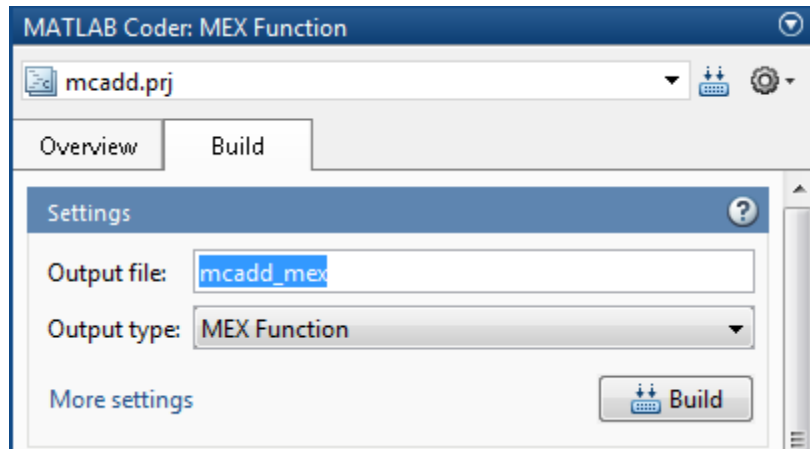 MATLAB Coder: MEX Function
mcadd.prj
Overview Build
Settings ?
Output file: mcadd_mex
Output type: MEX Function
More settings Build